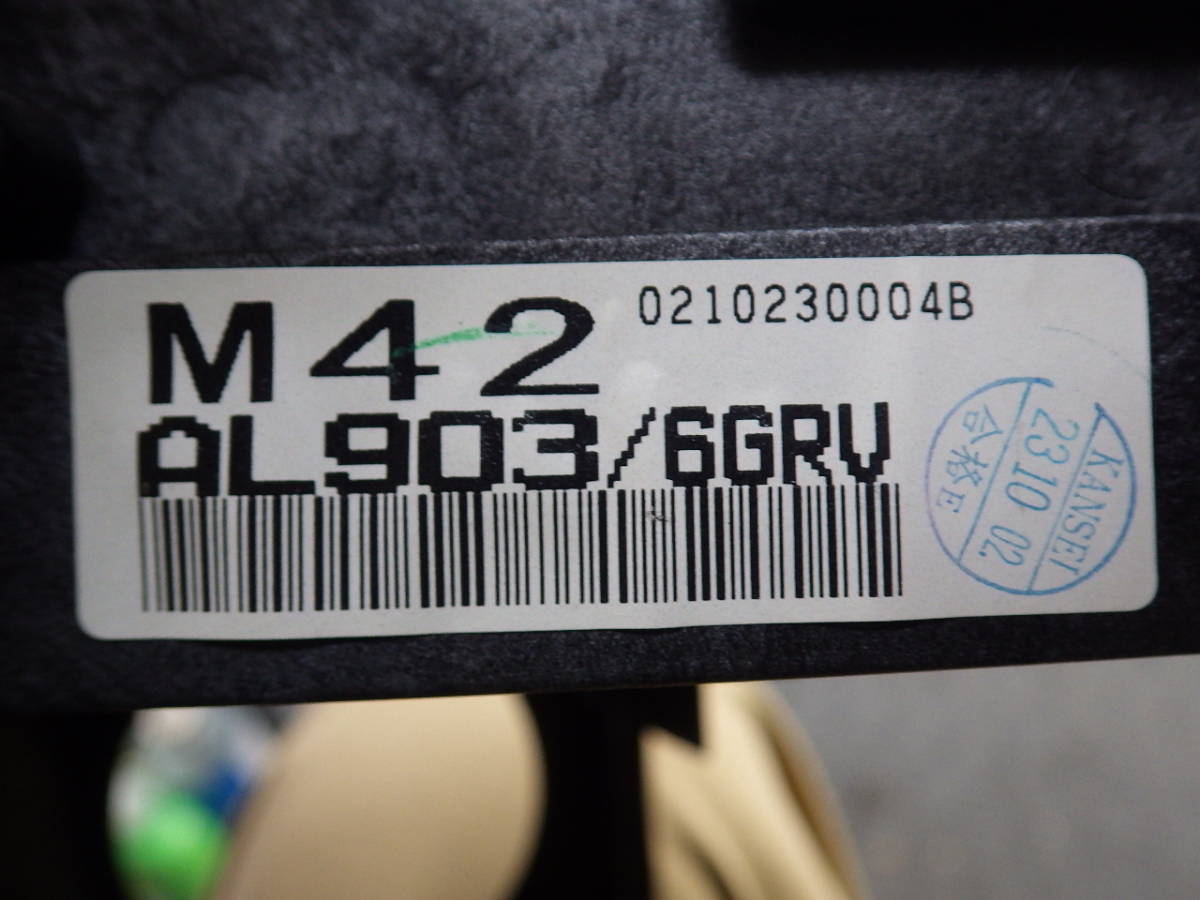 M42
0210230004B
AL903/6GRV
KANSEI
23.10.02.
合格E